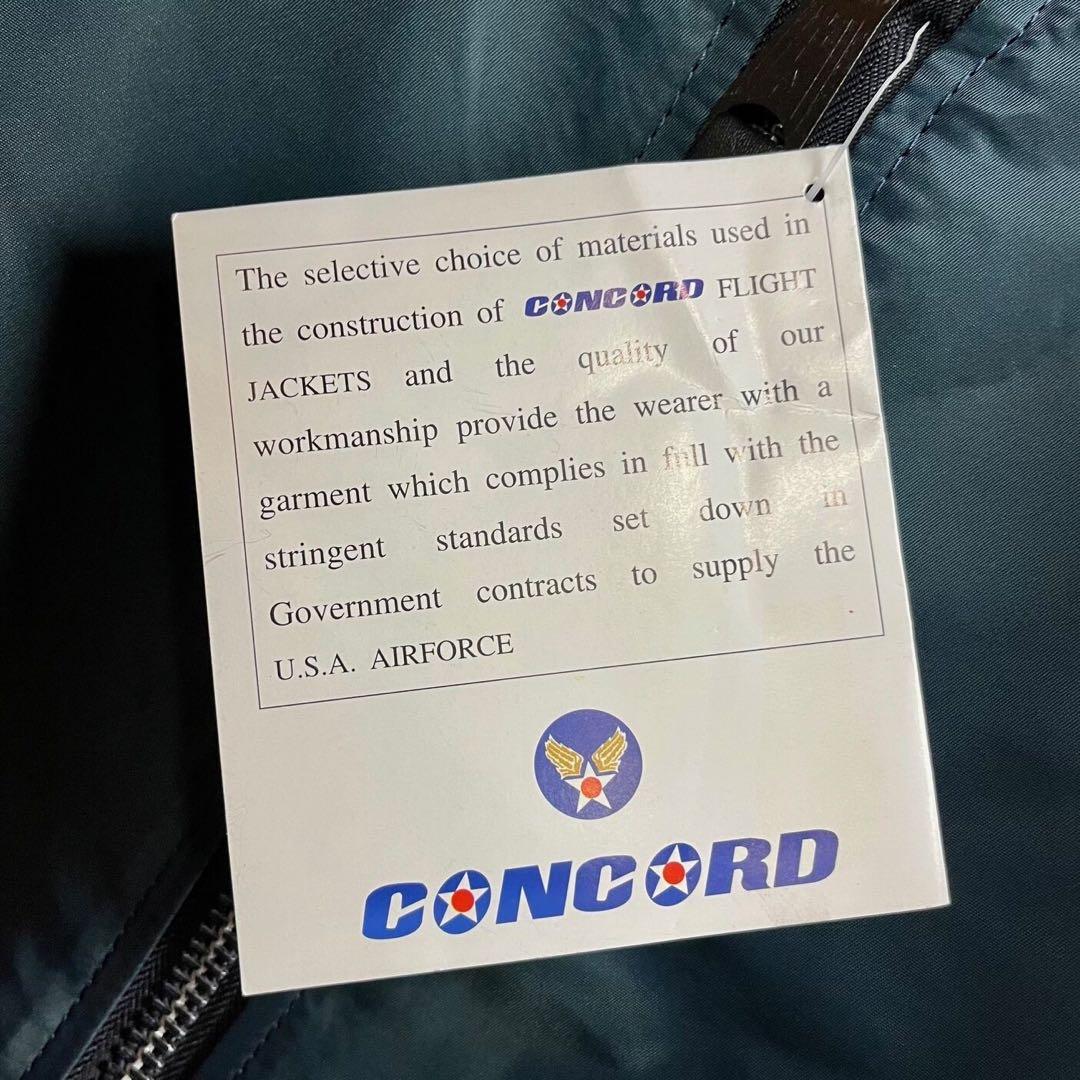 The selective choice of materials used in
the construction of CONCORD FLIGHT
JACKETS and the quality of our
workmanship provide the wearer with a
garment which complies in full with the
stringent standards set down in
Government contracts to supply the
U.S.A. AIRFORCE
CONCORD